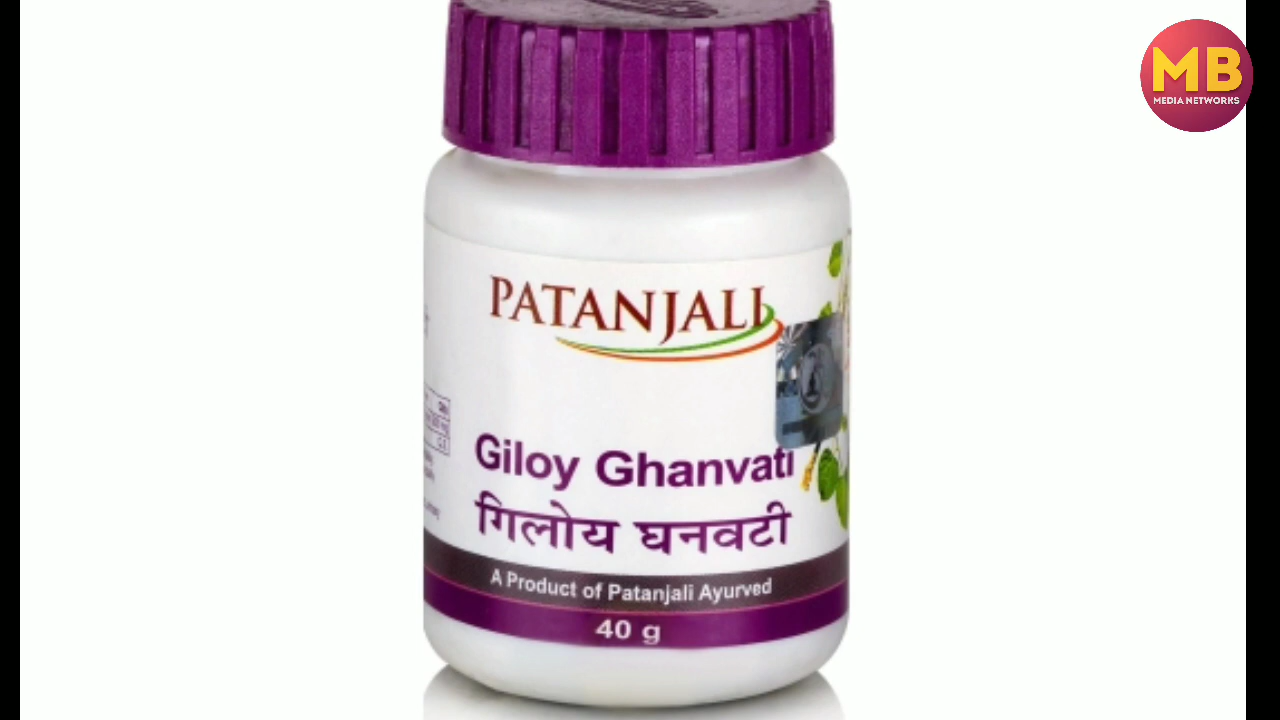 MB
MEDIA NETWORKS
PATANJALI
Giloy Ghanvati
गिलोय घनवटी
A Product of Patanjali Ayurved
40 g